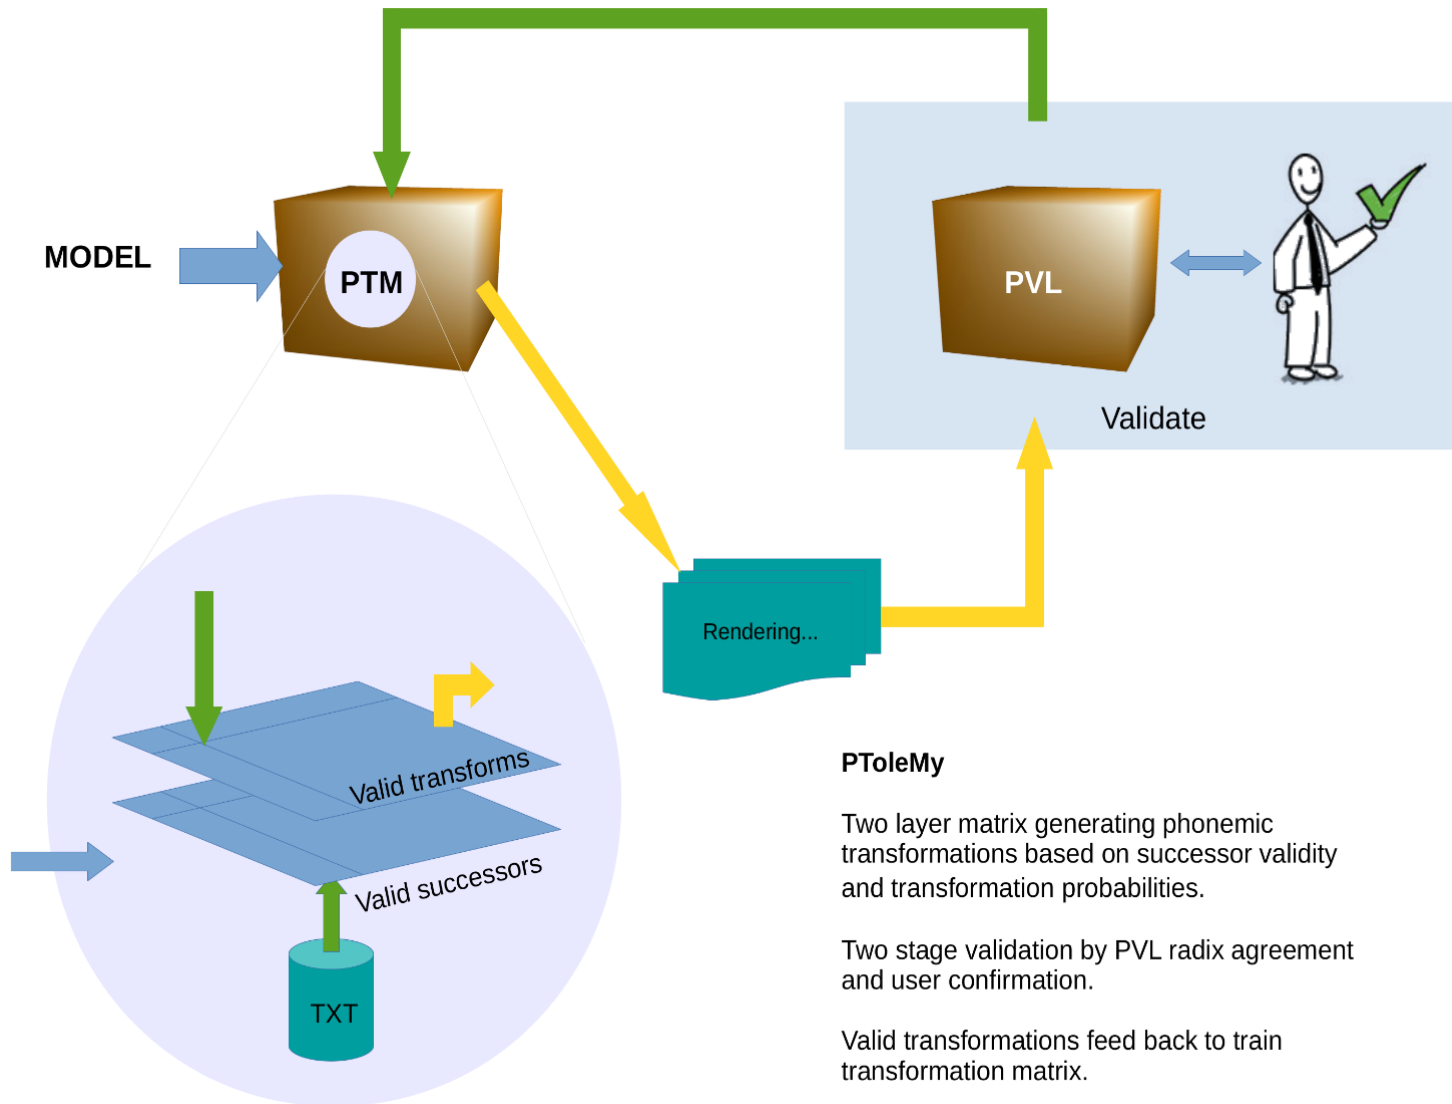 MODEL
PTM
PVL
Validate
Rendering...
Valid transforms
Valid successors
TXT
PToleMy
Two layer matrix generating phonemic
transformations based on successor validity
and transformation probabilities.
Two stage validation by PVL radix agreement
and user confirmation.
Valid transformations feed back to train
transformation matrix.